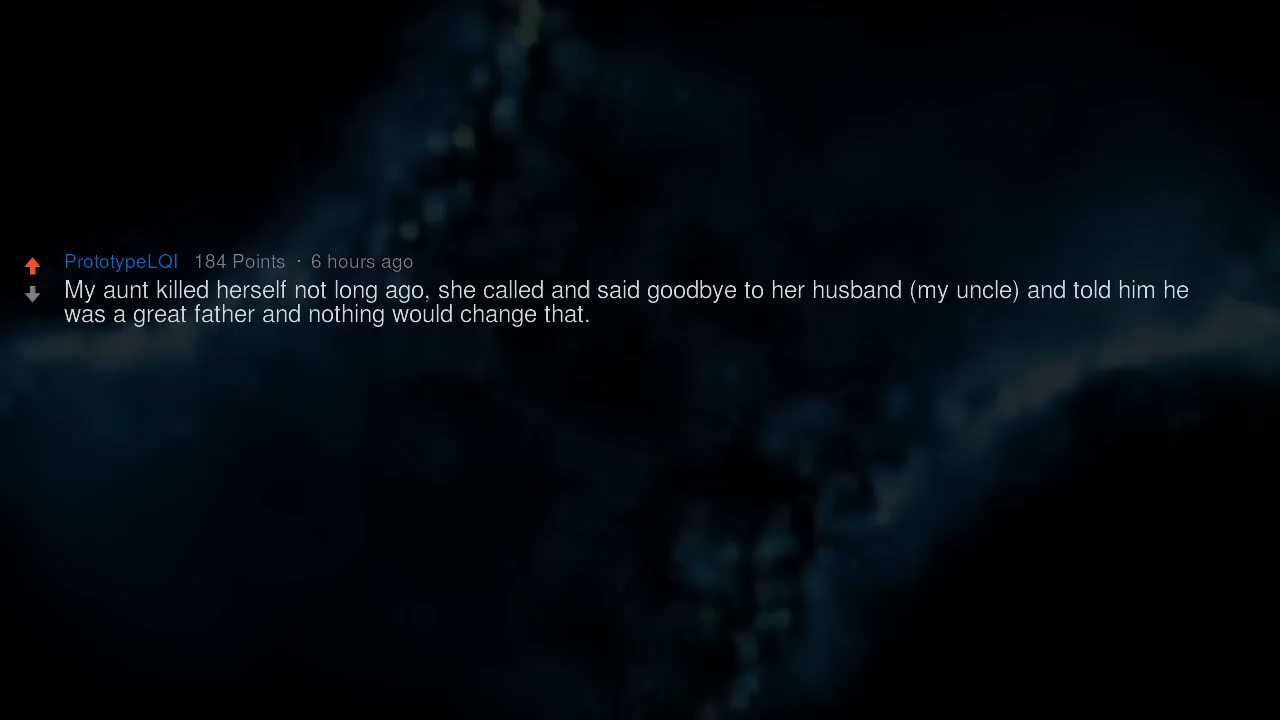 PrototypeLQI 184 Points · 6 hours ago
My aunt killed herself not long ago, she called and said goodbye to her husband (my uncle) and told him he
was a great father and nothing would change that.